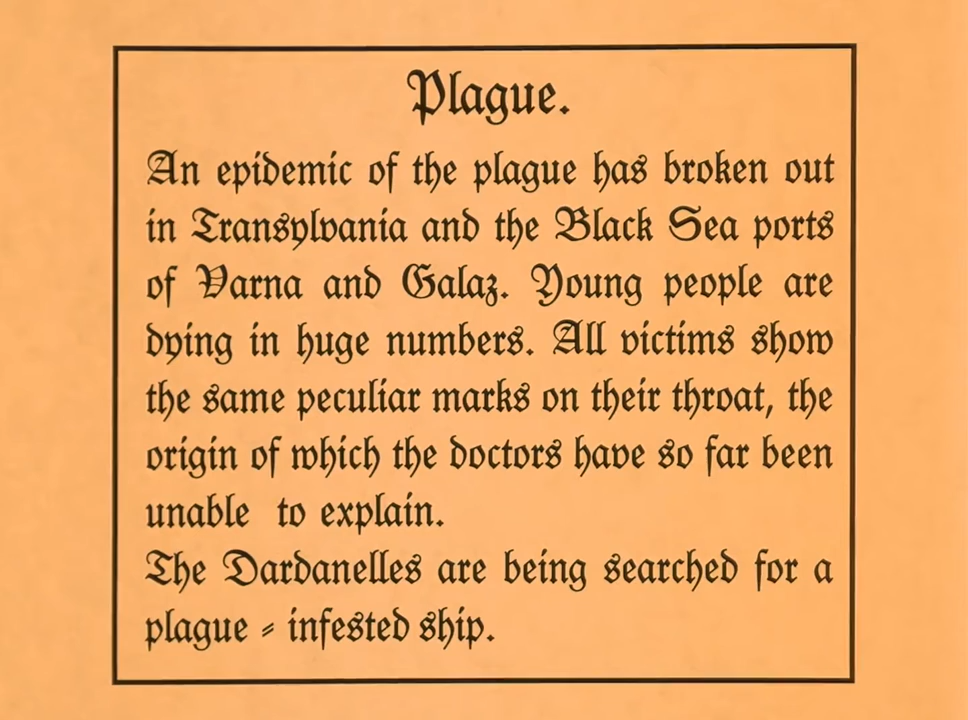 Plague.
An epidemic of the plague has broken out
in Transylvania and the Black Sea ports
of Varna and Galaz. Young people are
dying in huge numbers. All victims show
the same peculiar marks on their throat, the
origin of which the doctors have so far been
unable to explain.
The Dardanelles are being searched for a
plague - infested ship.